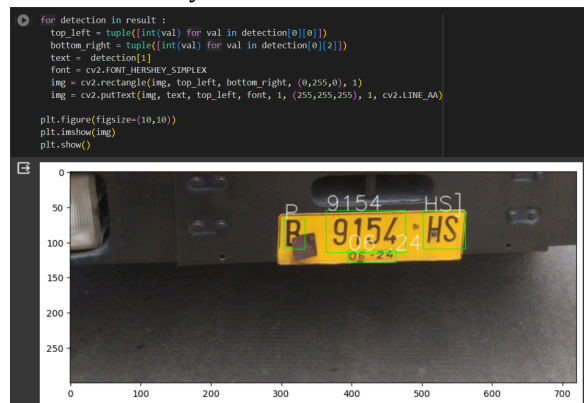 for detection in result :
top_left = tuple([int(val) for val in detection[0][0]])
bottom_right = tuple([int(val) for val in detection[0][2]])
text = detection[1]
font = cv2.FONT_HERSHEY_SIMPLEX
img = cv2.rectangle(img, top_left, bottom_right, (0,255,0), 1)
img = cv2.putText(img, text, top_left, font, 1, (255,255,255), 1, cv2.LINE_AA)
plt.figure(figsize=(10,10))
plt.imshow(img)
plt.show()
0
50
100
150
200
250
P 9154 HS]
B 9154 HS
06 24
06-24
0 100 200 300 400 500 600 700